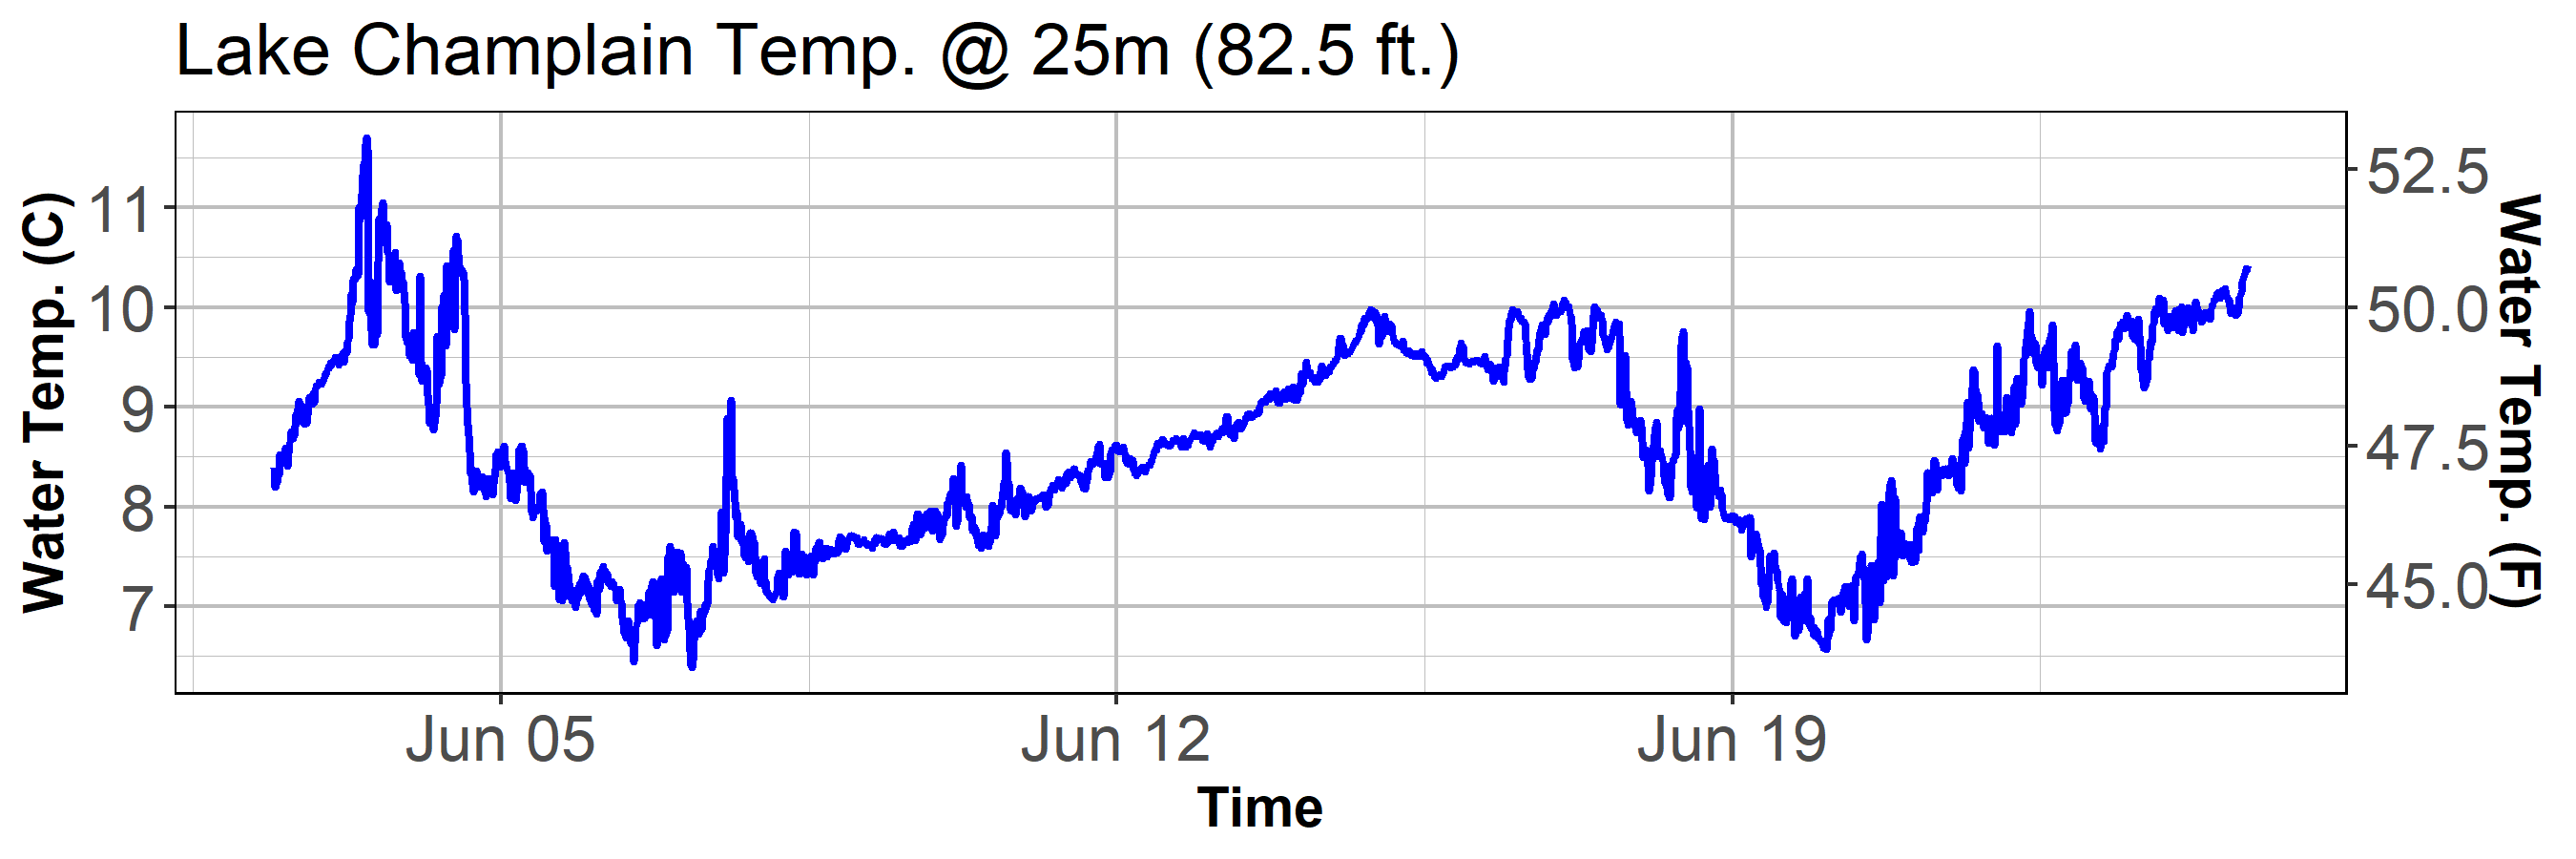 Lake Champlain Temp. @ 25m (82.5 ft.)
Water Temp. (C)
11
10
9
8
7
52.5
50.0
47.5
45.0
Water Temp. (F)
Jun 05
Jun 12
Jun 19
Time